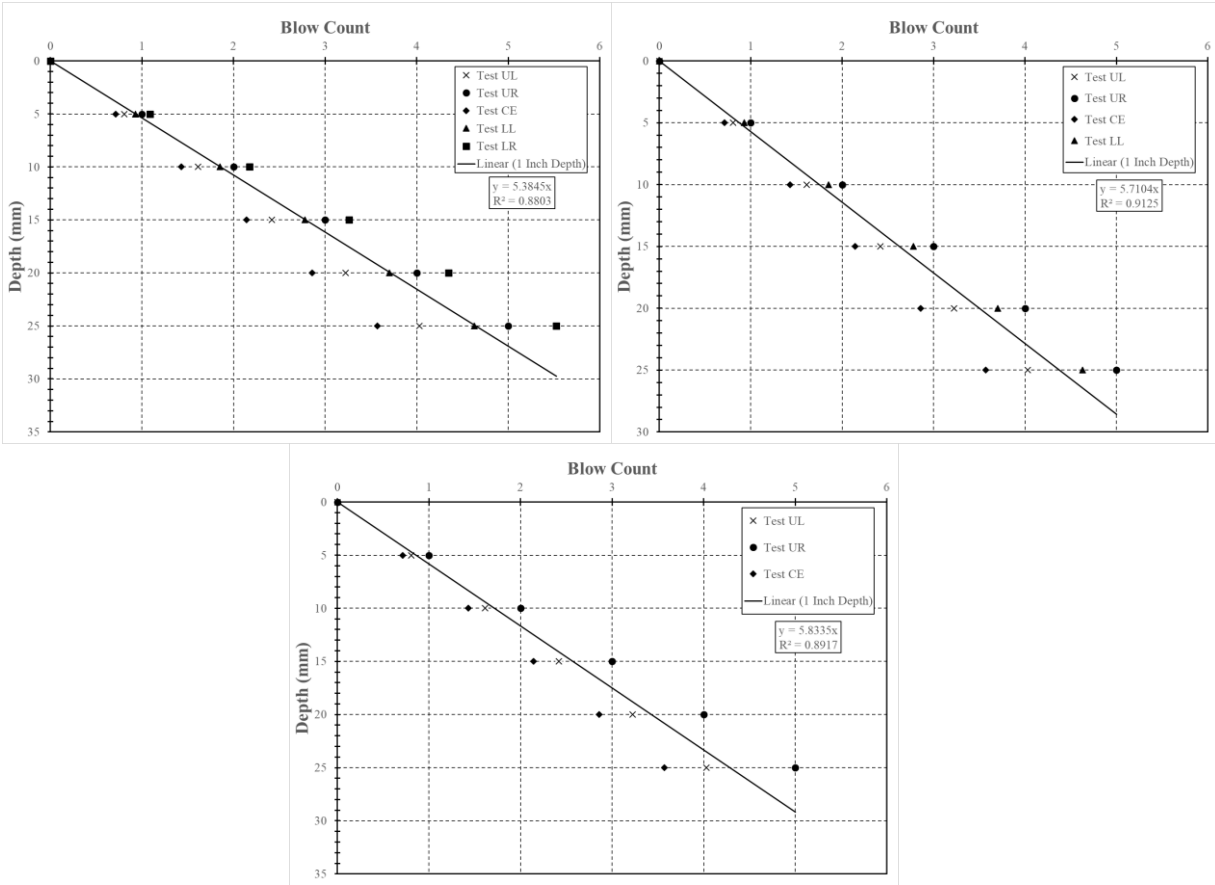 Blow Count
0 1 2 3 4 5 6
0
5
10
15
20
25
30
35
Depth (mm)
Test UL
Test UR
Test CE
Test LL
Test LR
Linear (1 Inch Depth)
y = 5.3845x
R² = 0.8803
Blow Count
0 1 2 3 4 5 6
0
5
10
15
20
25
30
Depth (mm)
Test UL
Test UR
Test CE
Test LL
Linear (1 Inch Depth)
y = 5.7104x
R² = 0.9125
Blow Count
0 1 2 3 4 5 6
0
5
10
15
20
25
30
35
Depth (mm)
Test UL
Test UR
Test CE
Linear (1 Inch Depth)
y = 5.8335x
R² = 0.8917